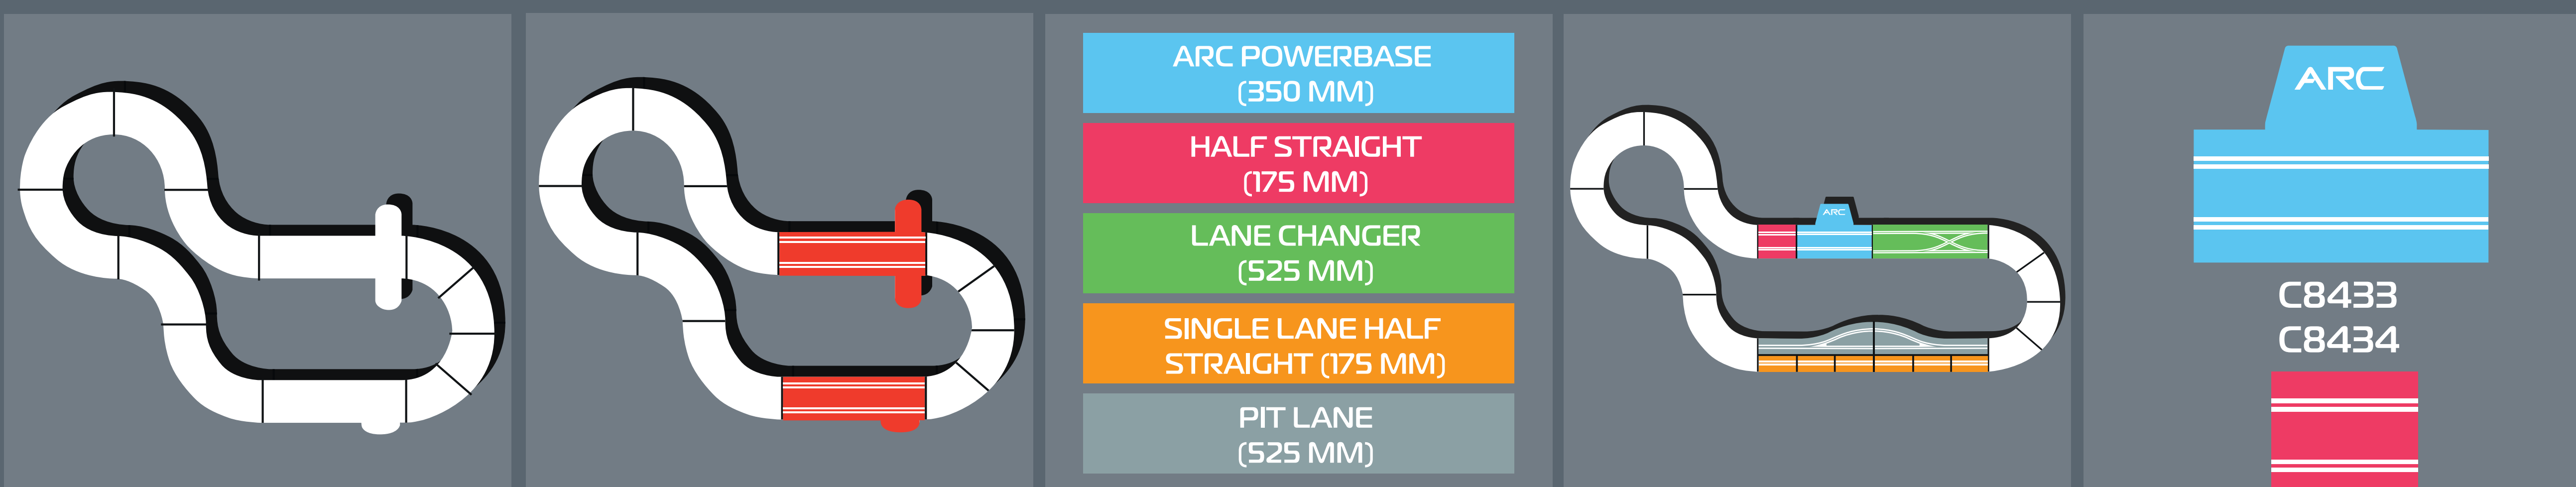 ARC POWERBASE
(350 MM)
HALF STRAIGHT
(175 MM)
LANE CHANGER
(525 MM)
SINGLE LANE HALF
STRAIGHT (175 MM)
PIT LANE
(525 MM)
ARC
ARC
C8433
C8434